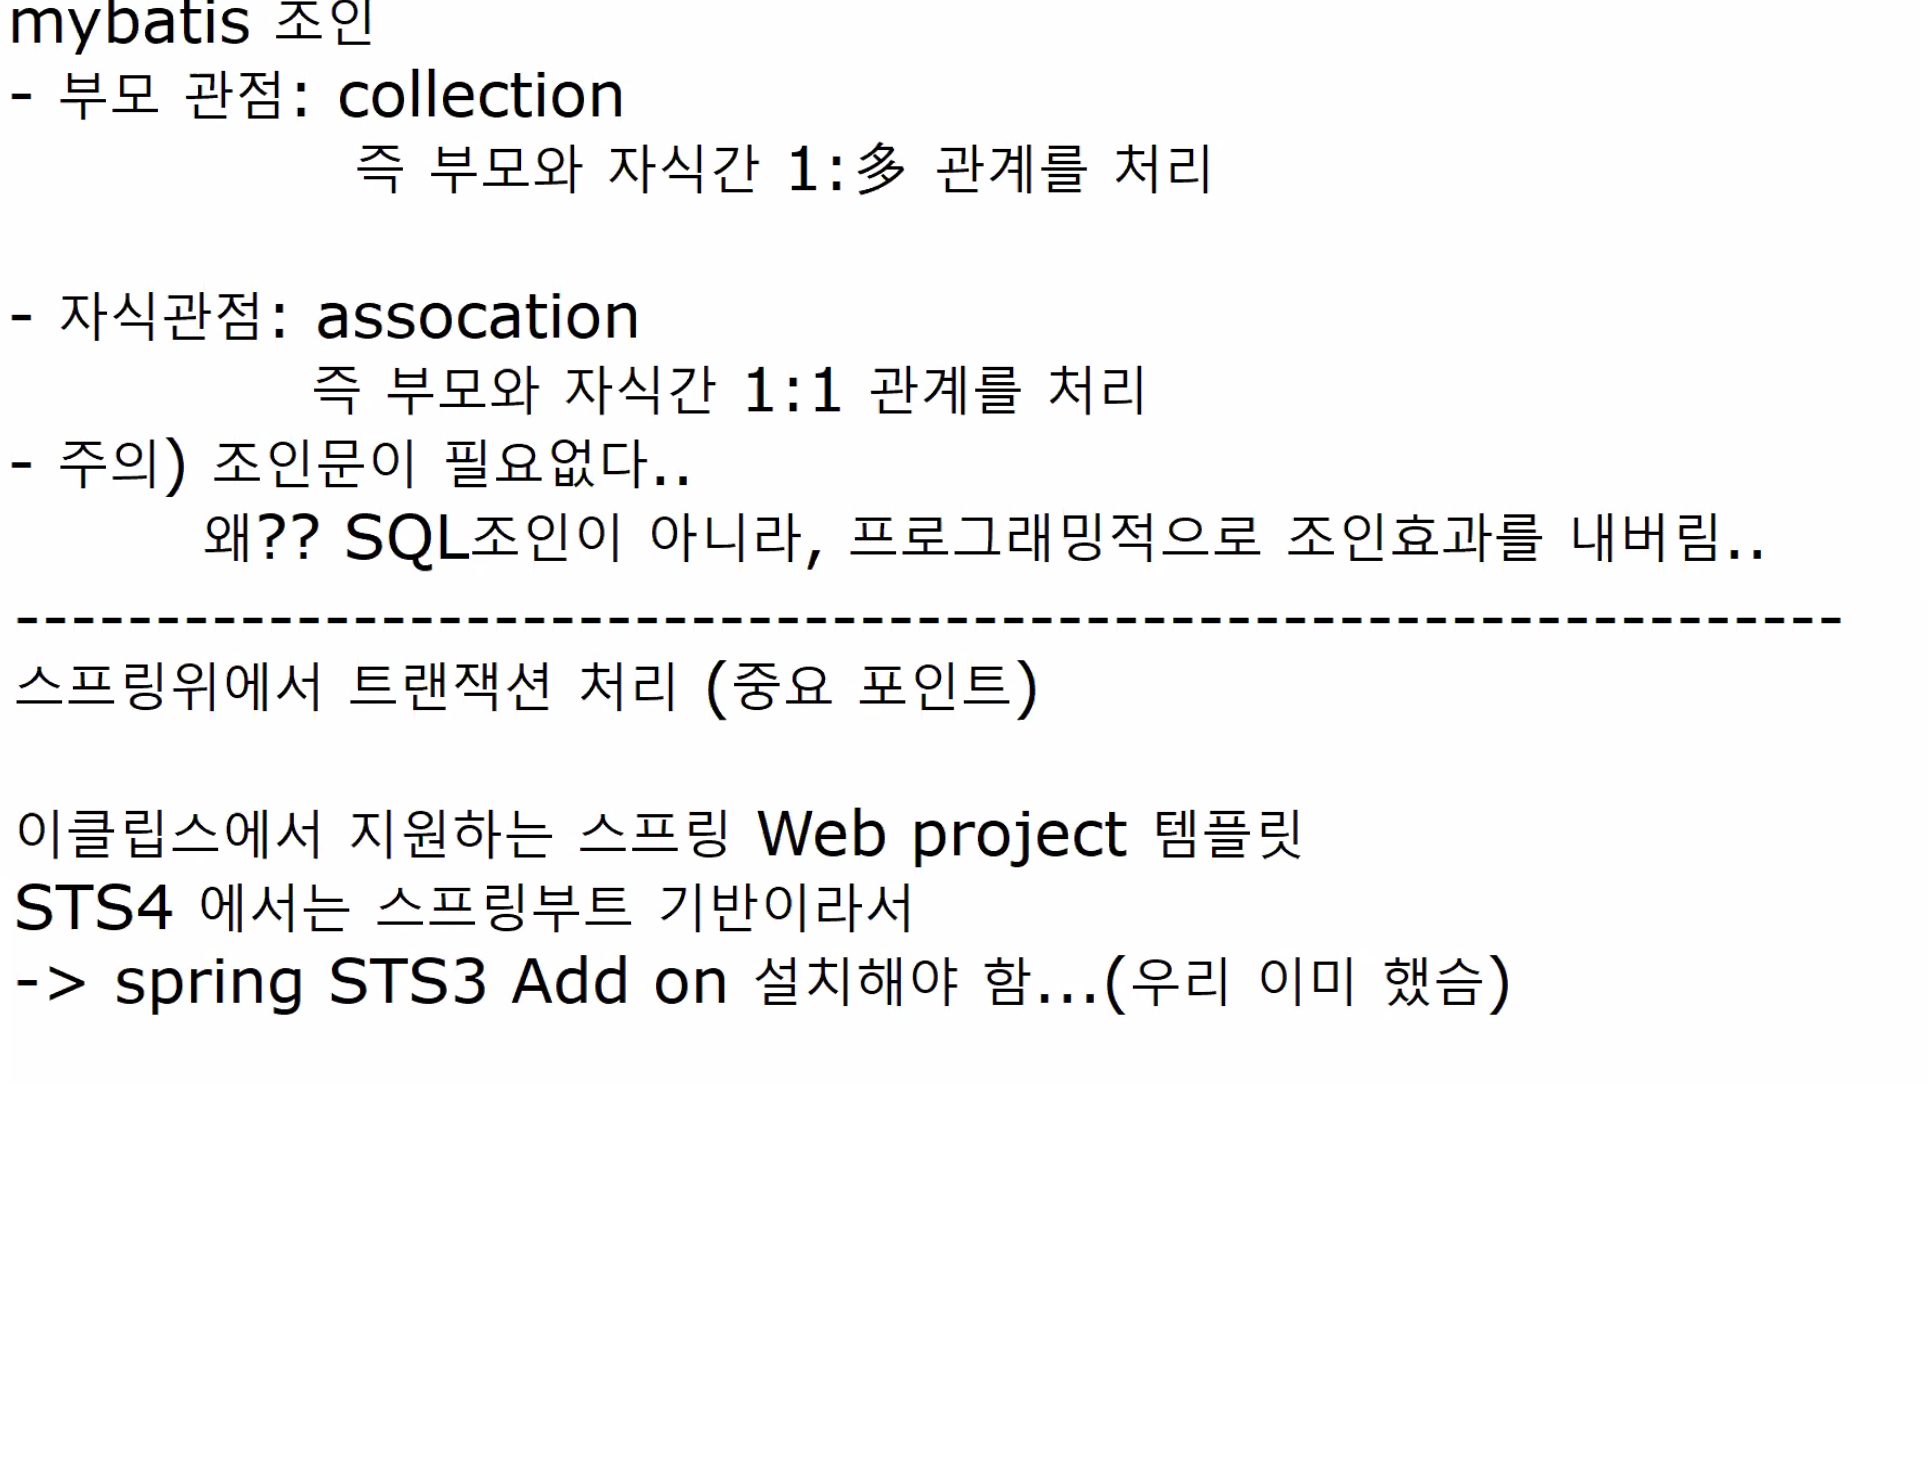 mybatis 조인
- 부모 관점: collection
즉 부모와 자식간 1:多 관계를 처리
- 자식관점: assocation
즉 부모와 자식간 1:1 관계를 처리
- 주의) 조인문이 필요없다..
왜?? SQL조인이 아니라, 프로그래밍적으로 조인효과를 내버림..
-----------------------------------------------------------------
스프링위에서 트랜잭션 처리 (중요 포인트)
이클립스에서 지원하는 스프링 Web project 템플릿
STS4 에서는 스프링부트 기반이라서
-> spring STS3 Add on 설치해야 함...(우리 이미 했슴)